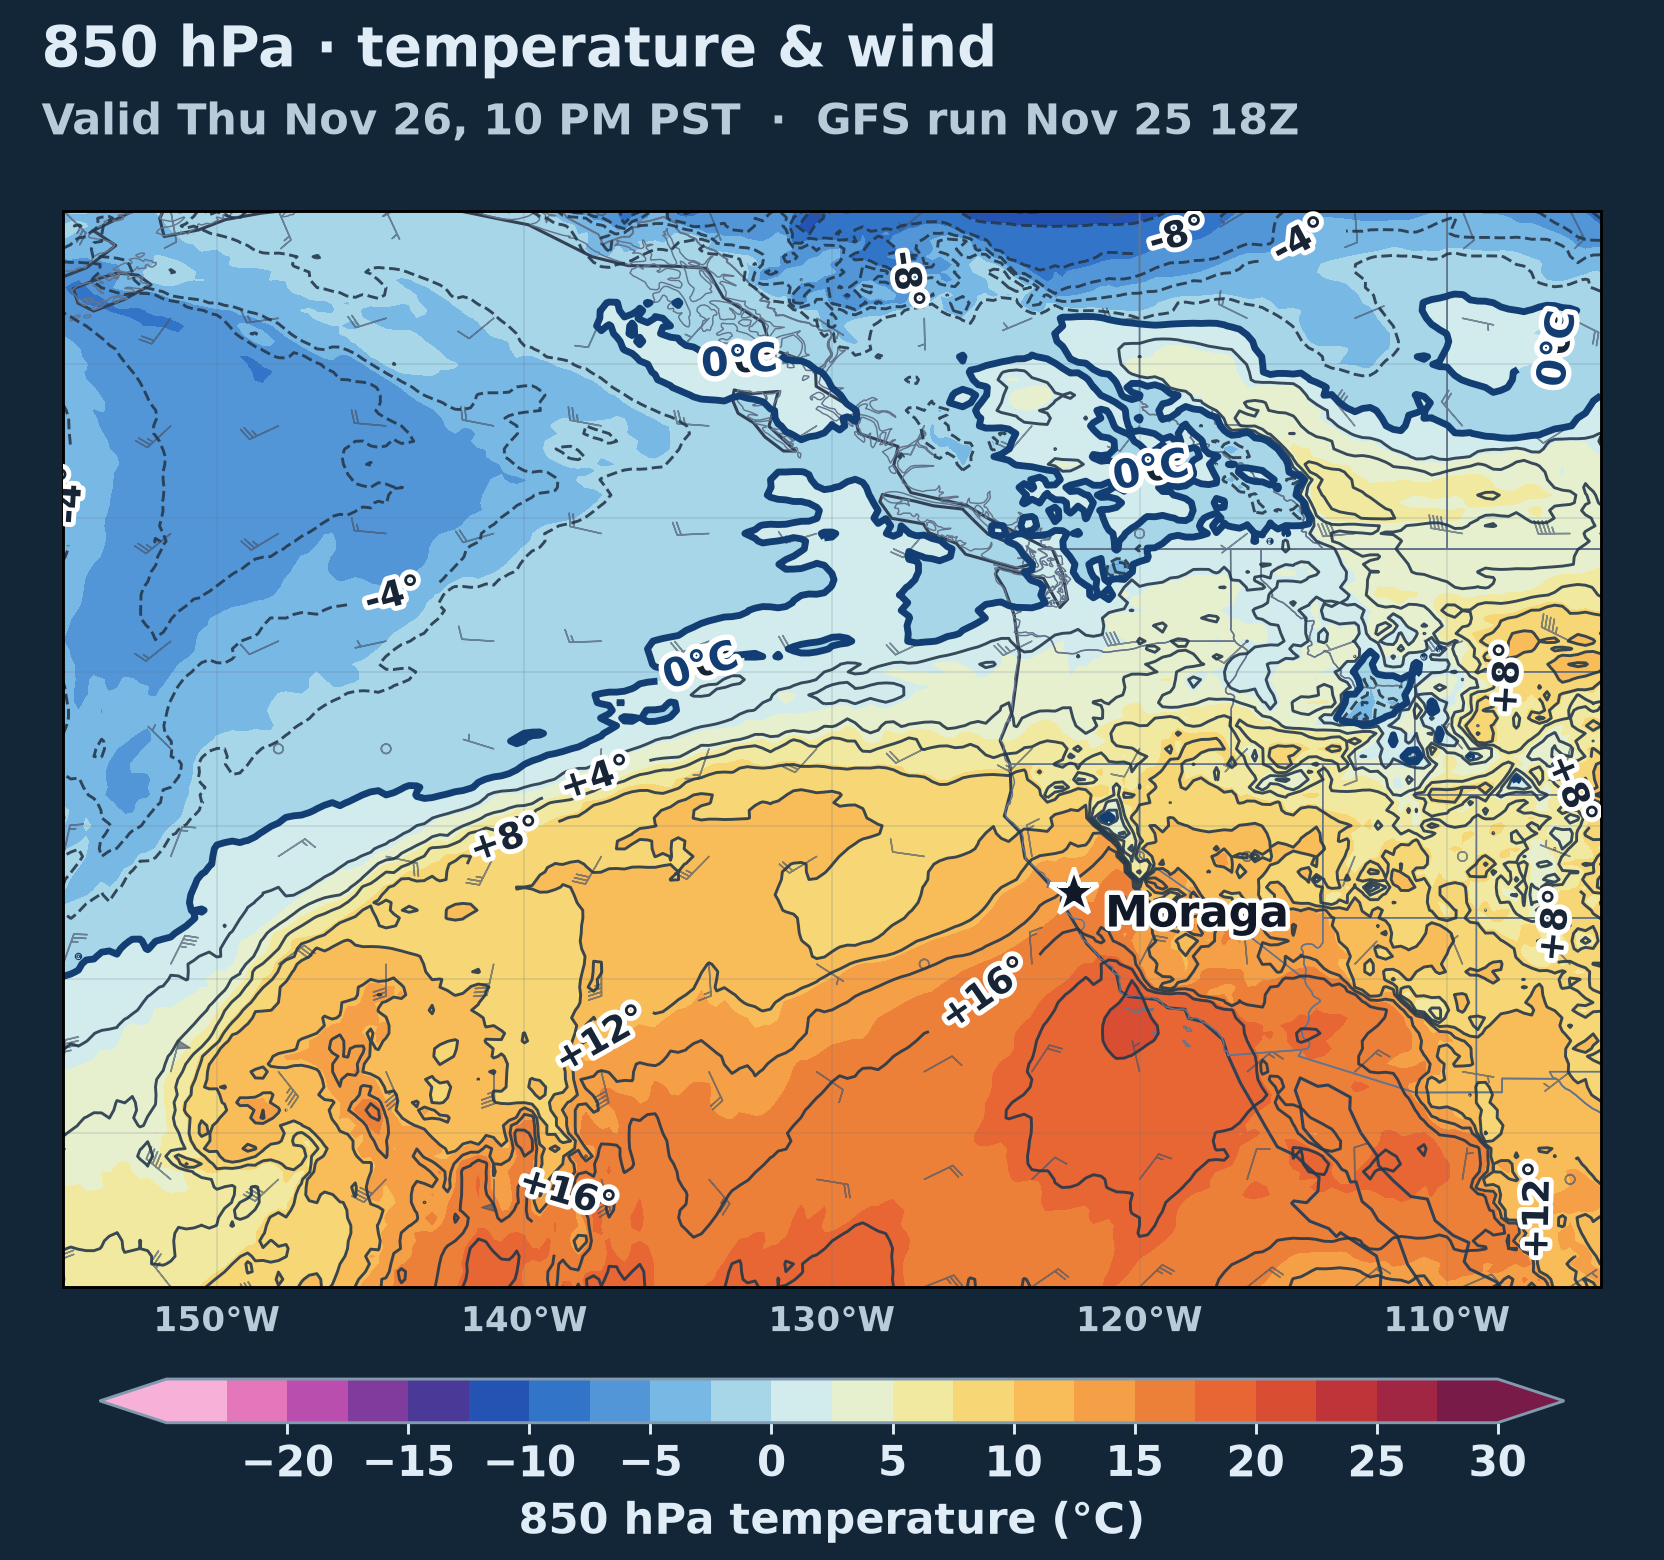 850 hPa · temperature & wind
Valid Thu Nov 26, 10 PM PST · GFS run Nov 25 18Z
-8°
-4°
-8°
0°C
0°C
0°C
-4°
-4°
0°C
+8°
+4°
+8°
+8°
Moraga
+8°
+16°
+12°
+16°
+12°
150°W 140°W 130°W 120°W 110°W
−20 −15 −10 −5 0 5 10 15 20 25 30
850 hPa temperature (°C)